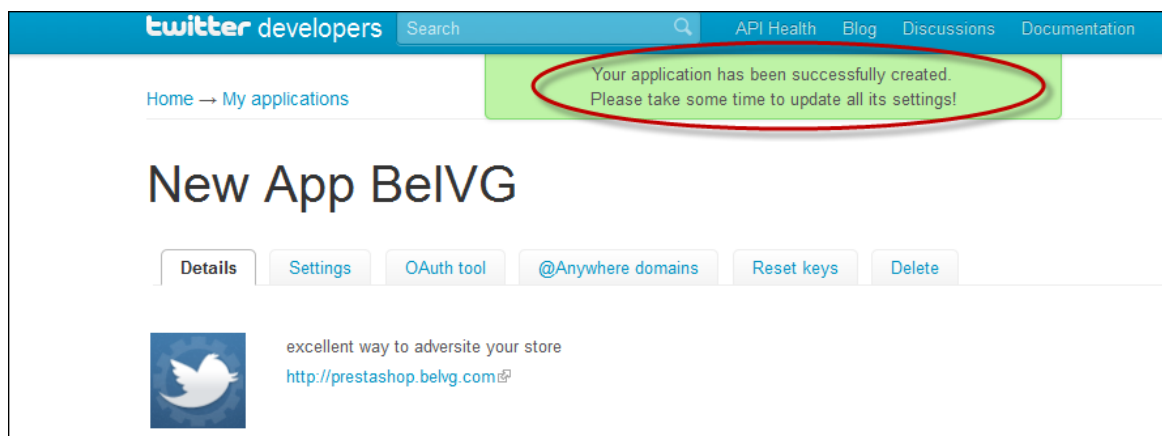 twitter developers Search API Health Blog Discussions Documentation
Your application has been successfully created.
Please take some time to update all its settings!
Home → My applications
New App BelVG
Details Settings OAuth tool @Anywhere domains Reset keys Delete
excellent way to adversite your store
http://prestashop.belvg.com